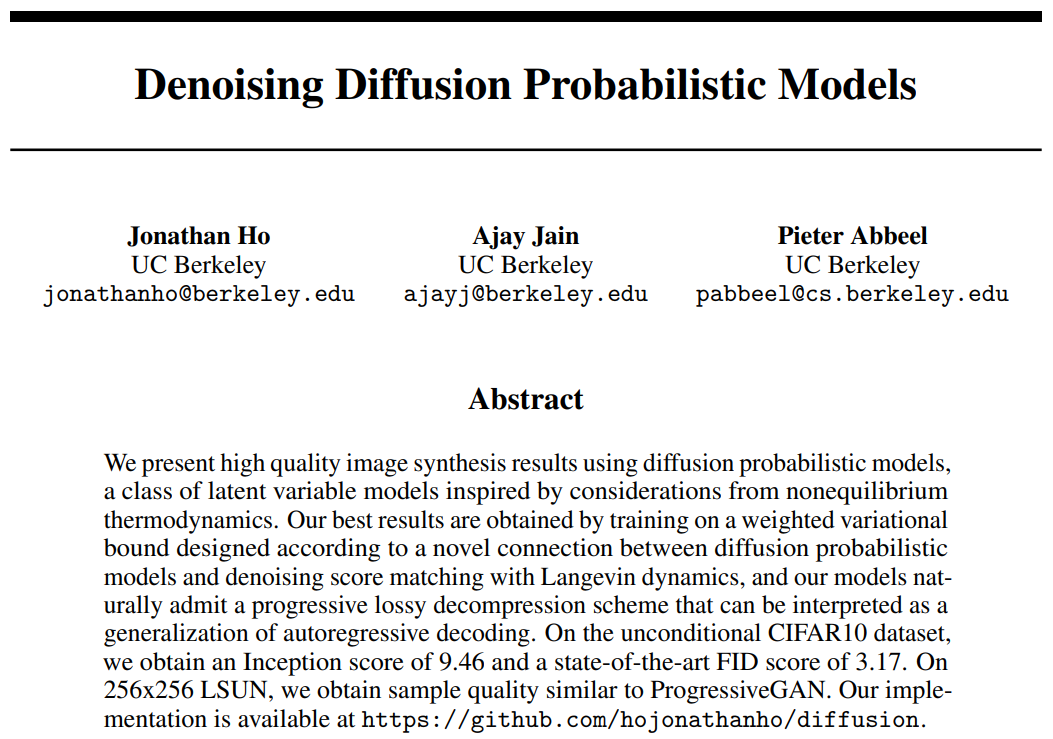 Denoising Diffusion Probabilistic Models
Jonathan Ho
UC Berkeley
jonathanho@berkeley.edu
Ajay Jain
UC Berkeley
ajayj@berkeley.edu
Pieter Abbeel
UC Berkeley
pabbeel@cs.berkeley.edu
Abstract
We present high quality image synthesis results using diffusion probabilistic models,
a class of latent variable models inspired by considerations from nonequilibrium
thermodynamics. Our best results are obtained by training on a weighted variational
bound designed according to a novel connection between diffusion probabilistic
models and denoising score matching with Langevin dynamics, and our models nat-
urally admit a progressive lossy decompression scheme that can be interpreted as a
generalization of autoregressive decoding. On the unconditional CIFAR10 dataset,
we obtain an Inception score of 9.46 and a state-of-the-art FID score of 3.17. On
256x256 LSUN, we obtain sample quality similar to ProgressiveGAN. Our imple-
mentation is available at https://github.com/hojonathanho/diffusion.